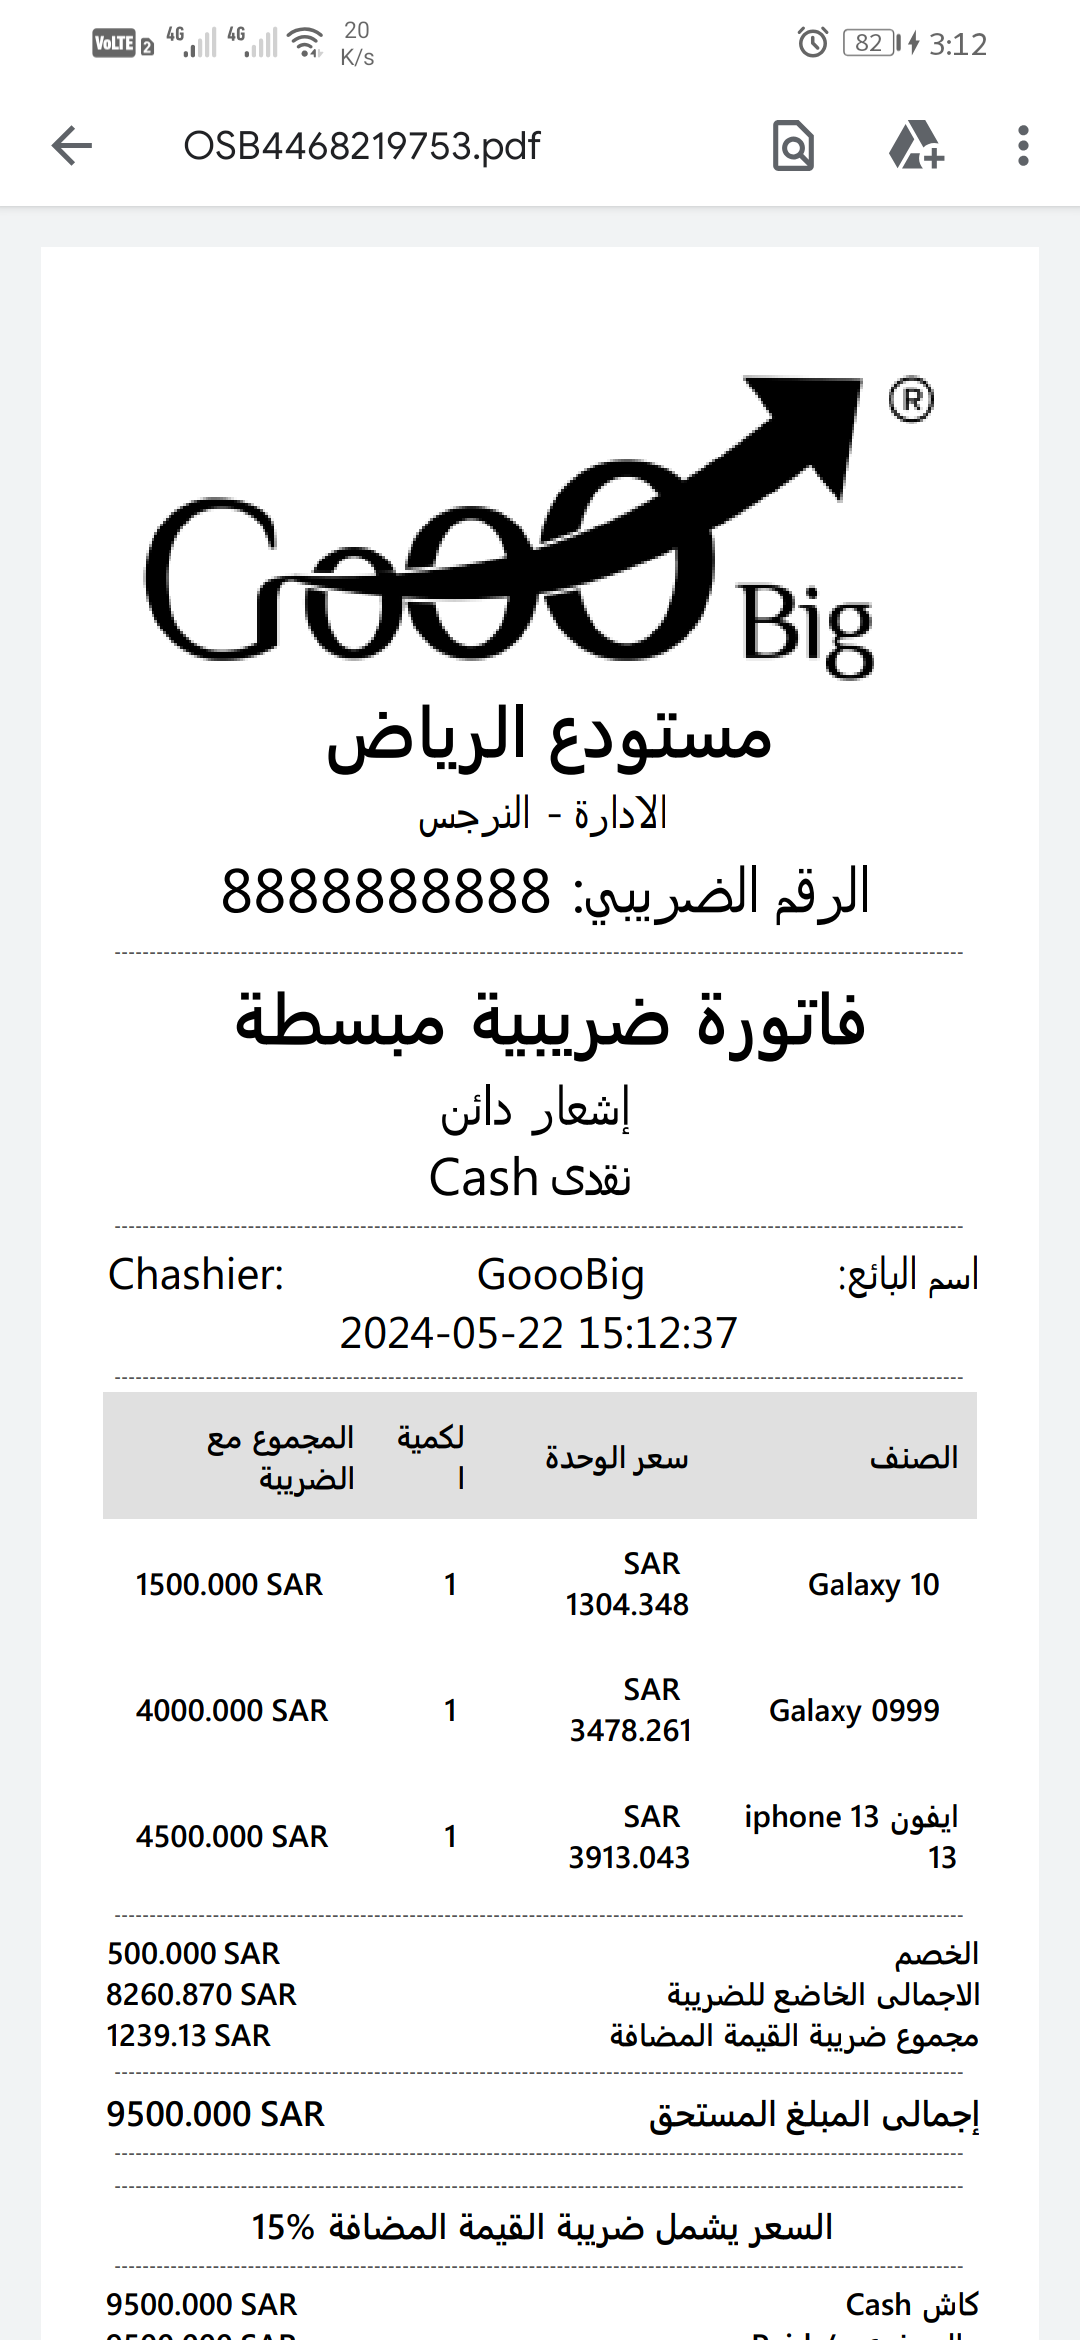 VoLTE 2 4G 4G 20 K/s 82 3:12
OSB4468219753.pdf
GoooBig ®
مستودع الرياض
الادارة - النرجس
الرقم الضريبي: 8888888888
فاتورة ضريبية مبسطة
إشعار دائن
نقدى Cash
Chashier: GoooBig اسم البائع:
2024-05-22 15:12:37
الصنف سعر الوحدة لكمية ا المجموع مع الضريبة
Galaxy 10 SAR 1304.348 1 1500.000 SAR
Galaxy 0999 SAR 3478.261 1 4000.000 SAR
ايفون 13 iphone 13 SAR 3913.043 1 4500.000 SAR
الخصم 500.000 SAR
الاجمالى الخاضع للضريبة 8260.870 SAR
مجموع ضريبة القيمة المضافة 1239.13 SAR
إجمالى المبلغ المستحق 9500.000 SAR
السعر يشمل ضريبة القيمة المضافة 15%
كاش Cash 9500.000 SAR